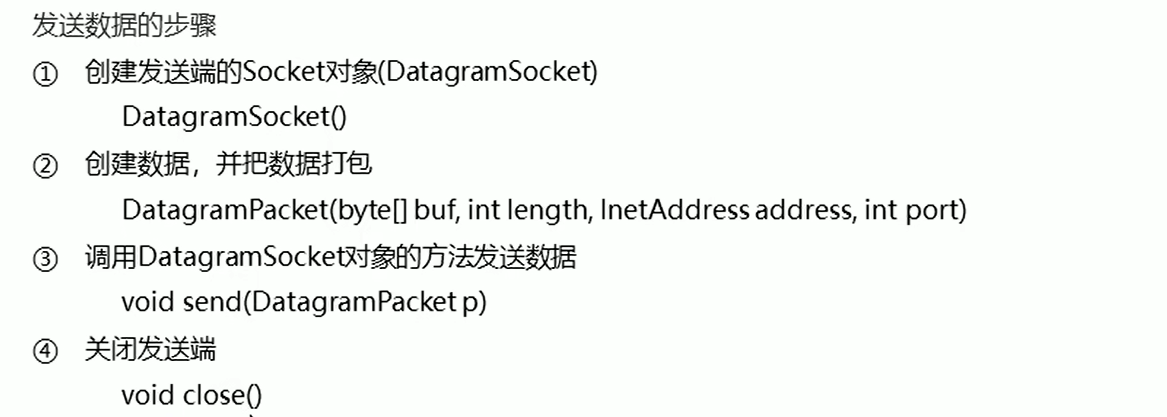 发送数据的步骤
① 创建发送端的Socket对象(DatagramSocket)
DatagramSocket()
② 创建数据，并把数据打包
DatagramPacket(byte[] buf, int length, InetAddress address, int port)
③ 调用DatagramSocket对象的方法发送数据
void send(DatagramPacket p)
④ 关闭发送端
void close()